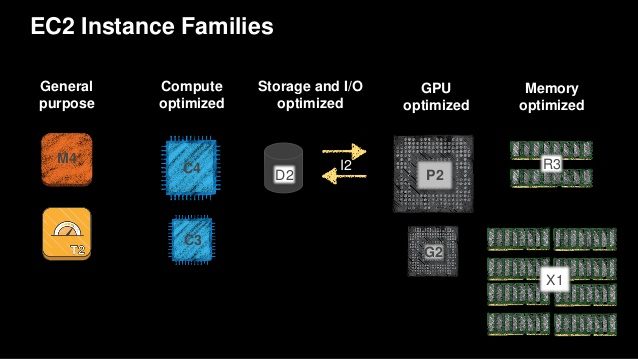 EC2 Instance Families
General
purpose
Compute
optimized
Storage and I/O
optimized
GPU
optimized
Memory
optimized
M4
T2
C4
C3
D2
I2
P2
G2
R3
X1